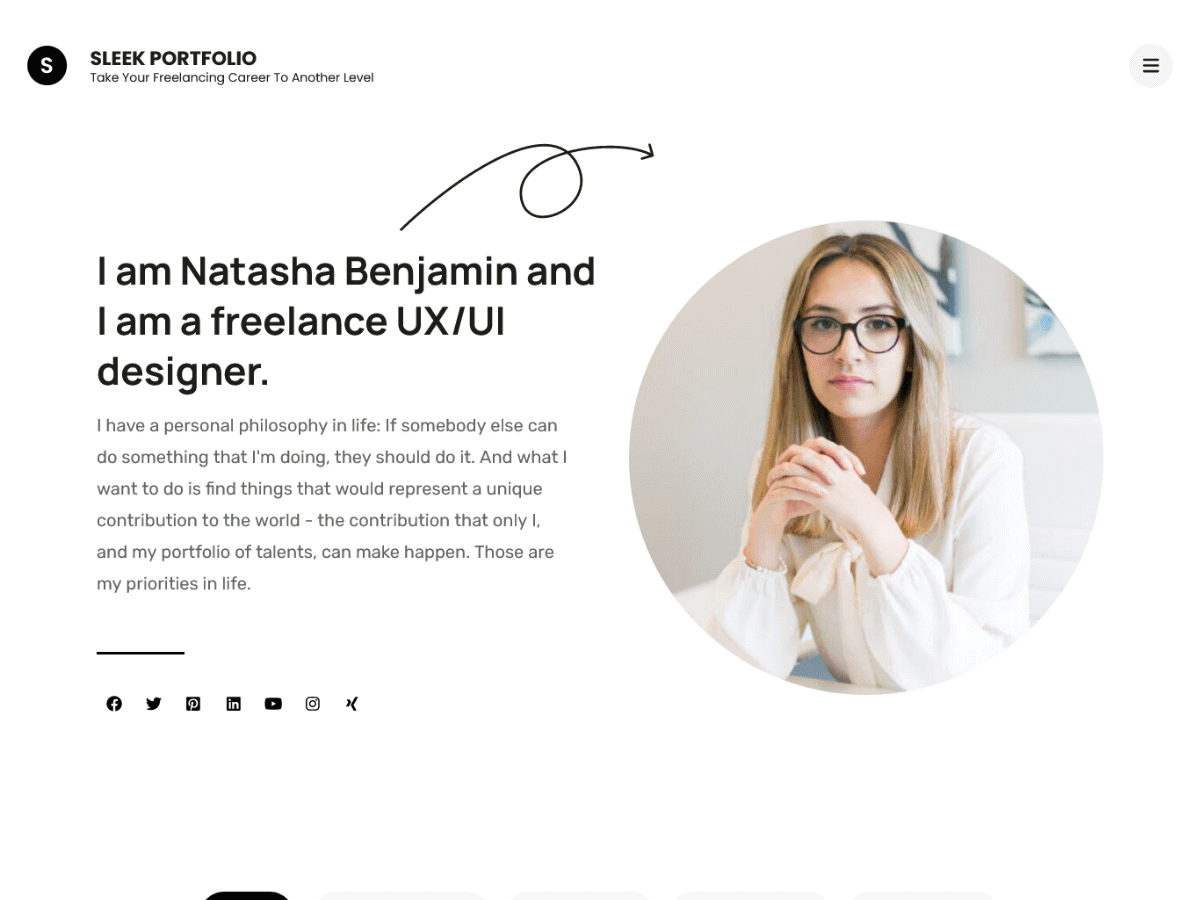 S
SLEEK PORTFOLIO
Take Your Freelancing Career To Another Level
I am Natasha Benjamin and
I am a freelance UX/UI
designer.
I have a personal philosophy in life: If somebody else can
do something that I'm doing, they should do it. And what I
want to do is find things that would represent a unique
contribution to the world - the contribution that only I,
and my portfolio of talents, can make happen. Those are
my priorities in life.